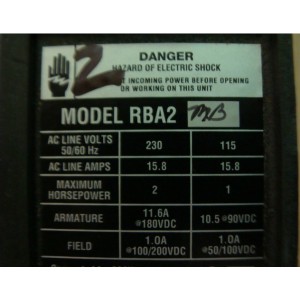 2
DANGER
HAZARD OF ELECTRIC SHOCK
INCOMING POWER BEFORE OPENING
OR WORKING ON THIS UNIT
MODEL RBA2 MB
AC LINE VOLTS 50/60 Hz 230 115
AC LINE AMPS 15.8 15.8
MAXIMUM HORSEPOWER 2 1
ARMATURE 11.6A @180VDC 10.5 @90VDC
FIELD 1.0A @100/200VDC 1.0A @50/100VDC